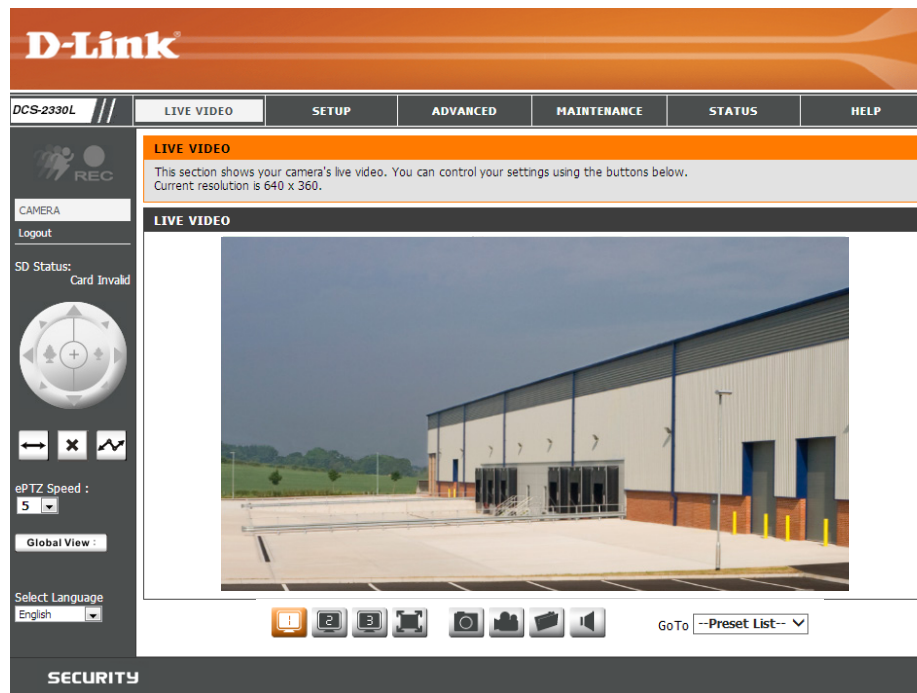 D-Link
DCS-2330L
LIVE VIDEO SETUP ADVANCED MAINTENANCE STATUS HELP
REC
CAMERA
Logout
SD Status:
Card Invalid
ePTZ Speed :
5
Global View :
Select Language
English
LIVE VIDEO
This section shows your camera's live video. You can control your settings using the buttons below.
Current resolution is 640 x 360.
LIVE VIDEO
1 2 3
GoTo --Preset List--
SECURITY